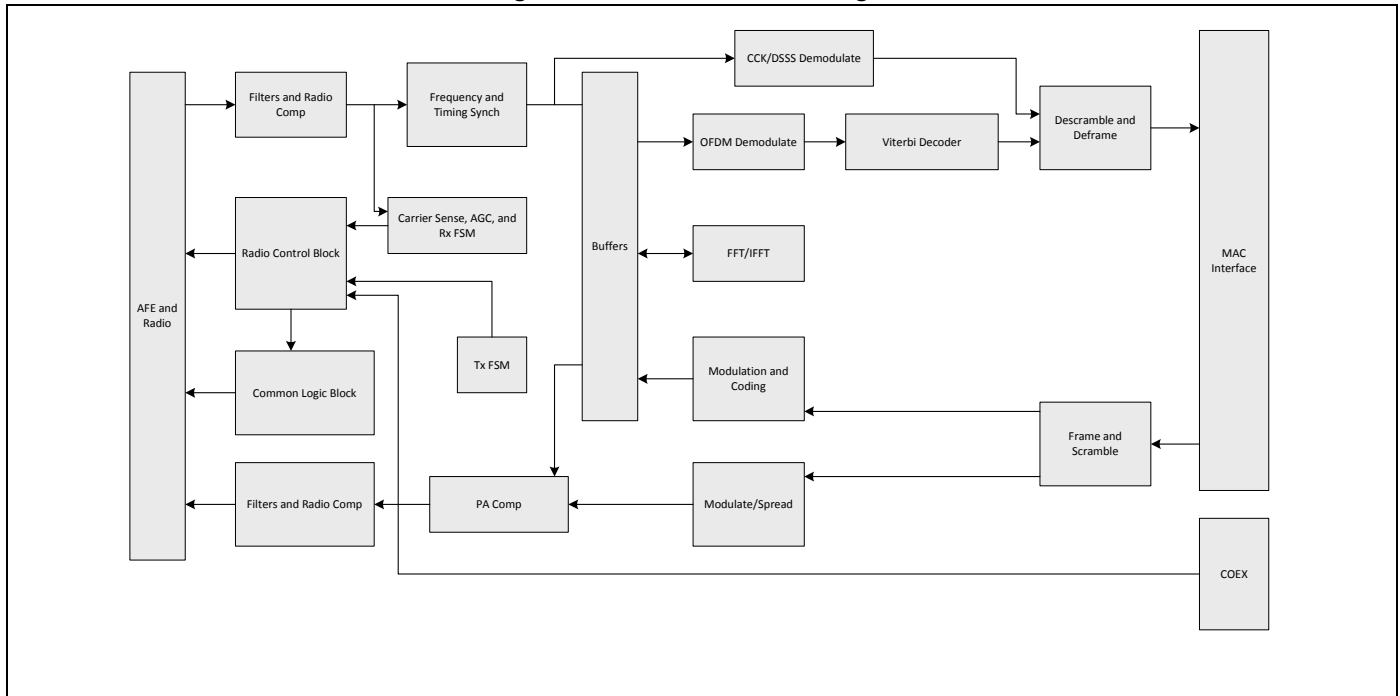 CCK/DSSS Demodulate
Filters and Radio
Comp
Frequency and
Timing Synch
Descramble and
Deframe
OFDM Demodulate
Viterbi Decoder
Carrier Sense, AGC, and
Rx FSM
Radio Control Block
Buffers
FFT/IFFT
MAC
Interface
AFE and
Radio
Tx FSM
Modulation and
Coding
Common Logic Block
Frame and
Scramble
Filters and Radio Comp
PA Comp
Modulate/Spread
COEX